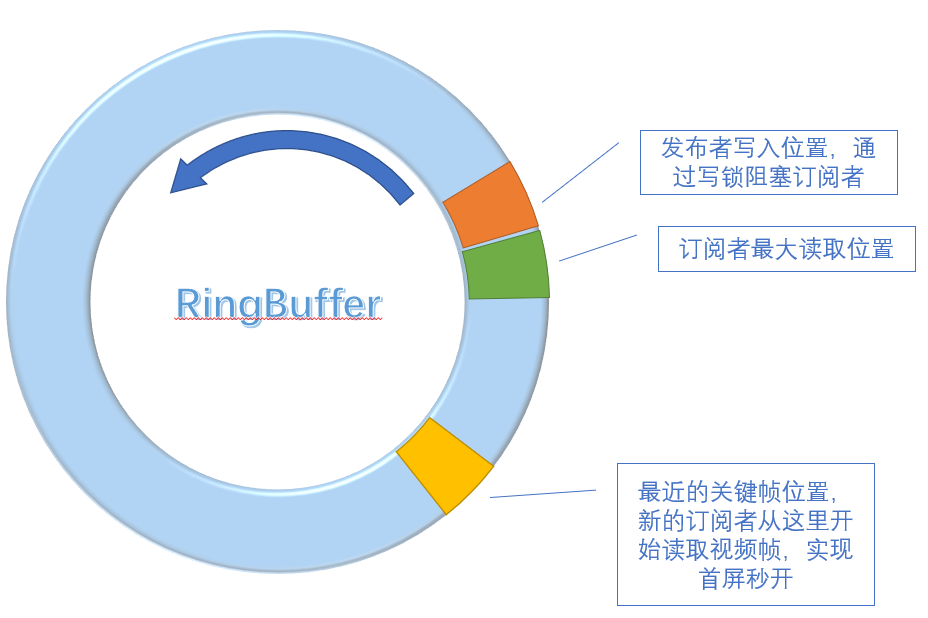 发布者写入位置，通
过写锁阻塞订阅者
订阅者最大读取位置
RingBuffer
最近的关键帧位置，
新的订阅者从这里开
始读取视频帧，实现
首屏秒开